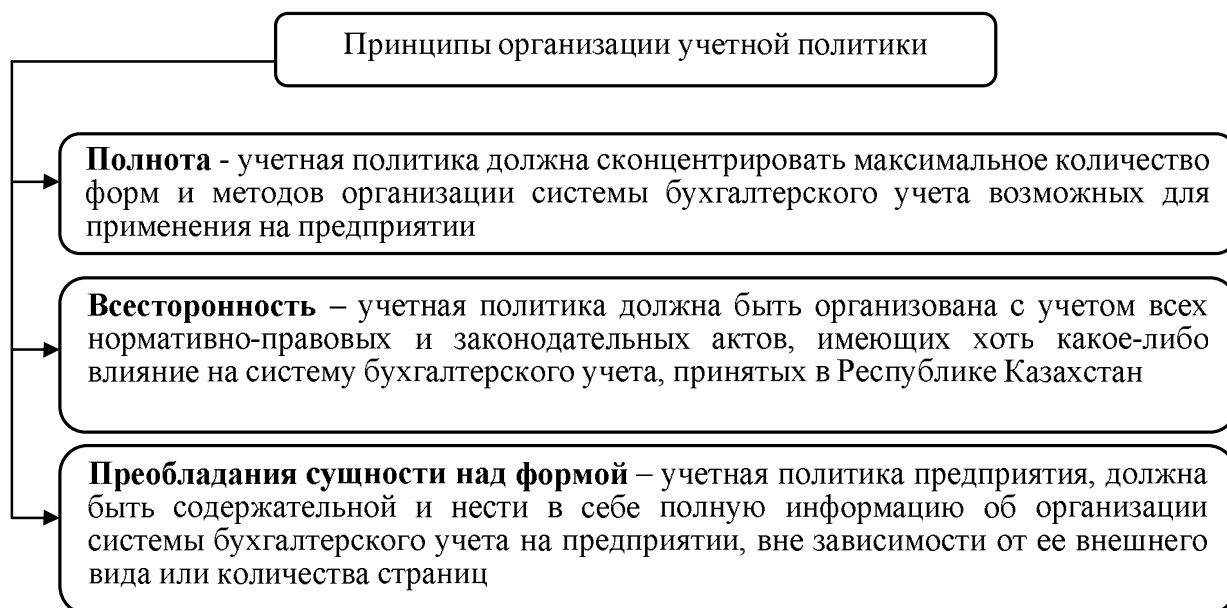 Принципы организации учетной политики
Полнота - учетная политика должна сконцентрировать максимальное количество
форм и методов организации системы бухгалтерского учета возможных для
применения на предприятии
Всесторонность – учетная политика должна быть организована с учетом всех
нормативно-правовых и законодательных актов, имеющих хоть какое-либо
влияние на систему бухгалтерского учета, принятых в Республике Казахстан
Преобладания сущности над формой – учетная политика предприятия, должна
быть содержательной и нести в себе полную информацию об организации
системы бухгалтерского учета на предприятии, вне зависимости от ее внешнего
вида или количества страниц